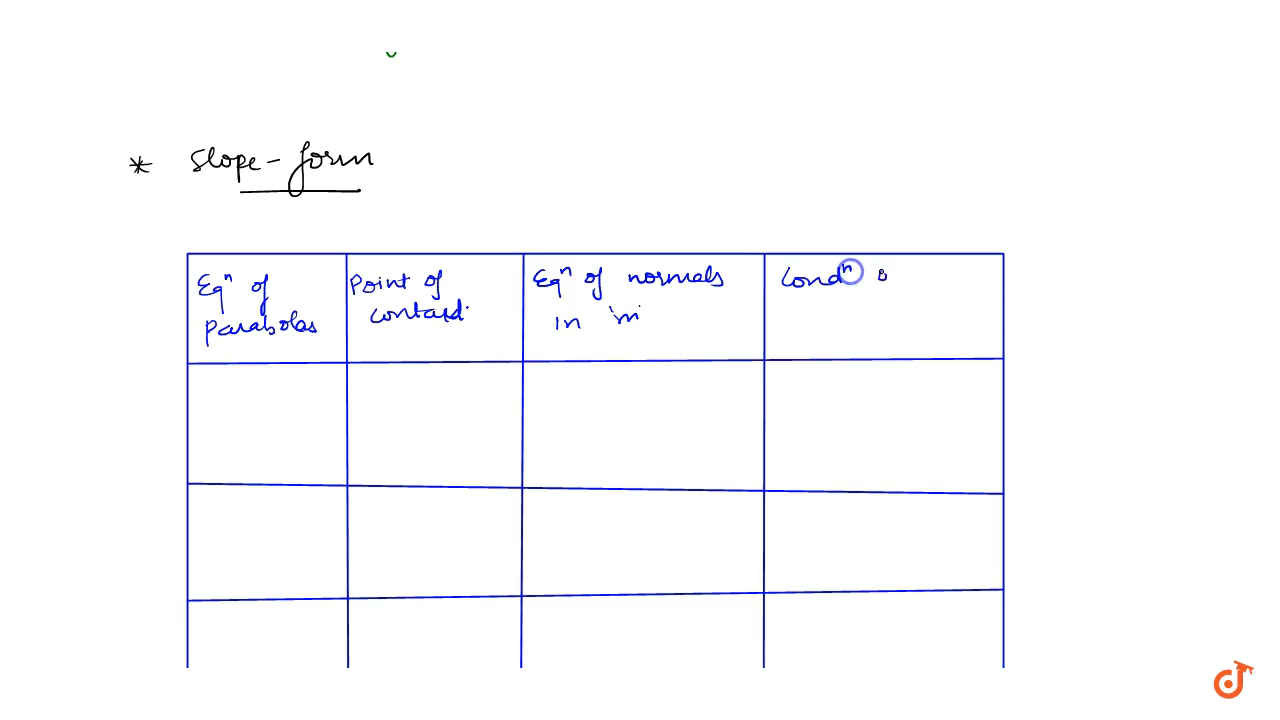 * Slope-form
Eqⁿ of
parabolas
Point of
contact.
Eqⁿ of normals
in 'm'
Condⁿ